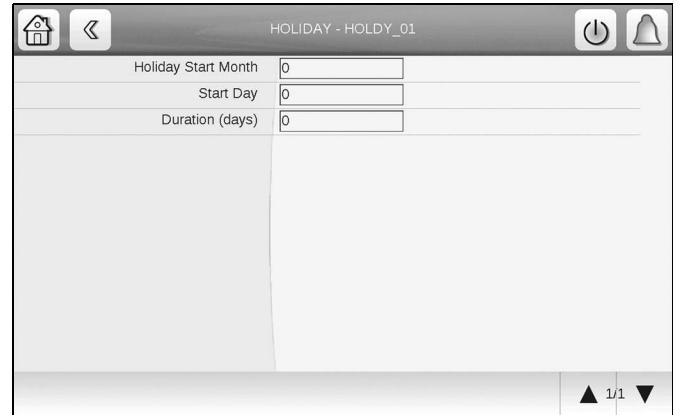 HOLIDAY - HOLDY_01
Holiday Start Month 0
Start Day 0
Duration (days) 0
1/1